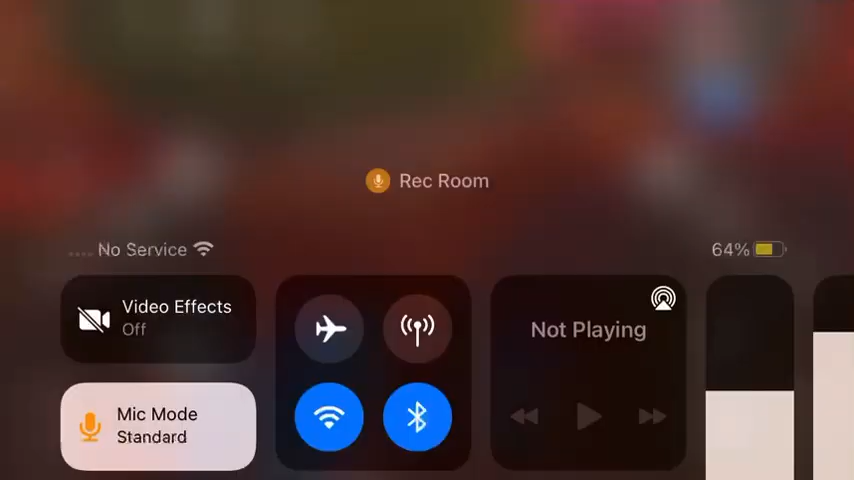 Rec Room
No Service
64%
Video Effects
Off
Not Playing
Mic Mode
Standard